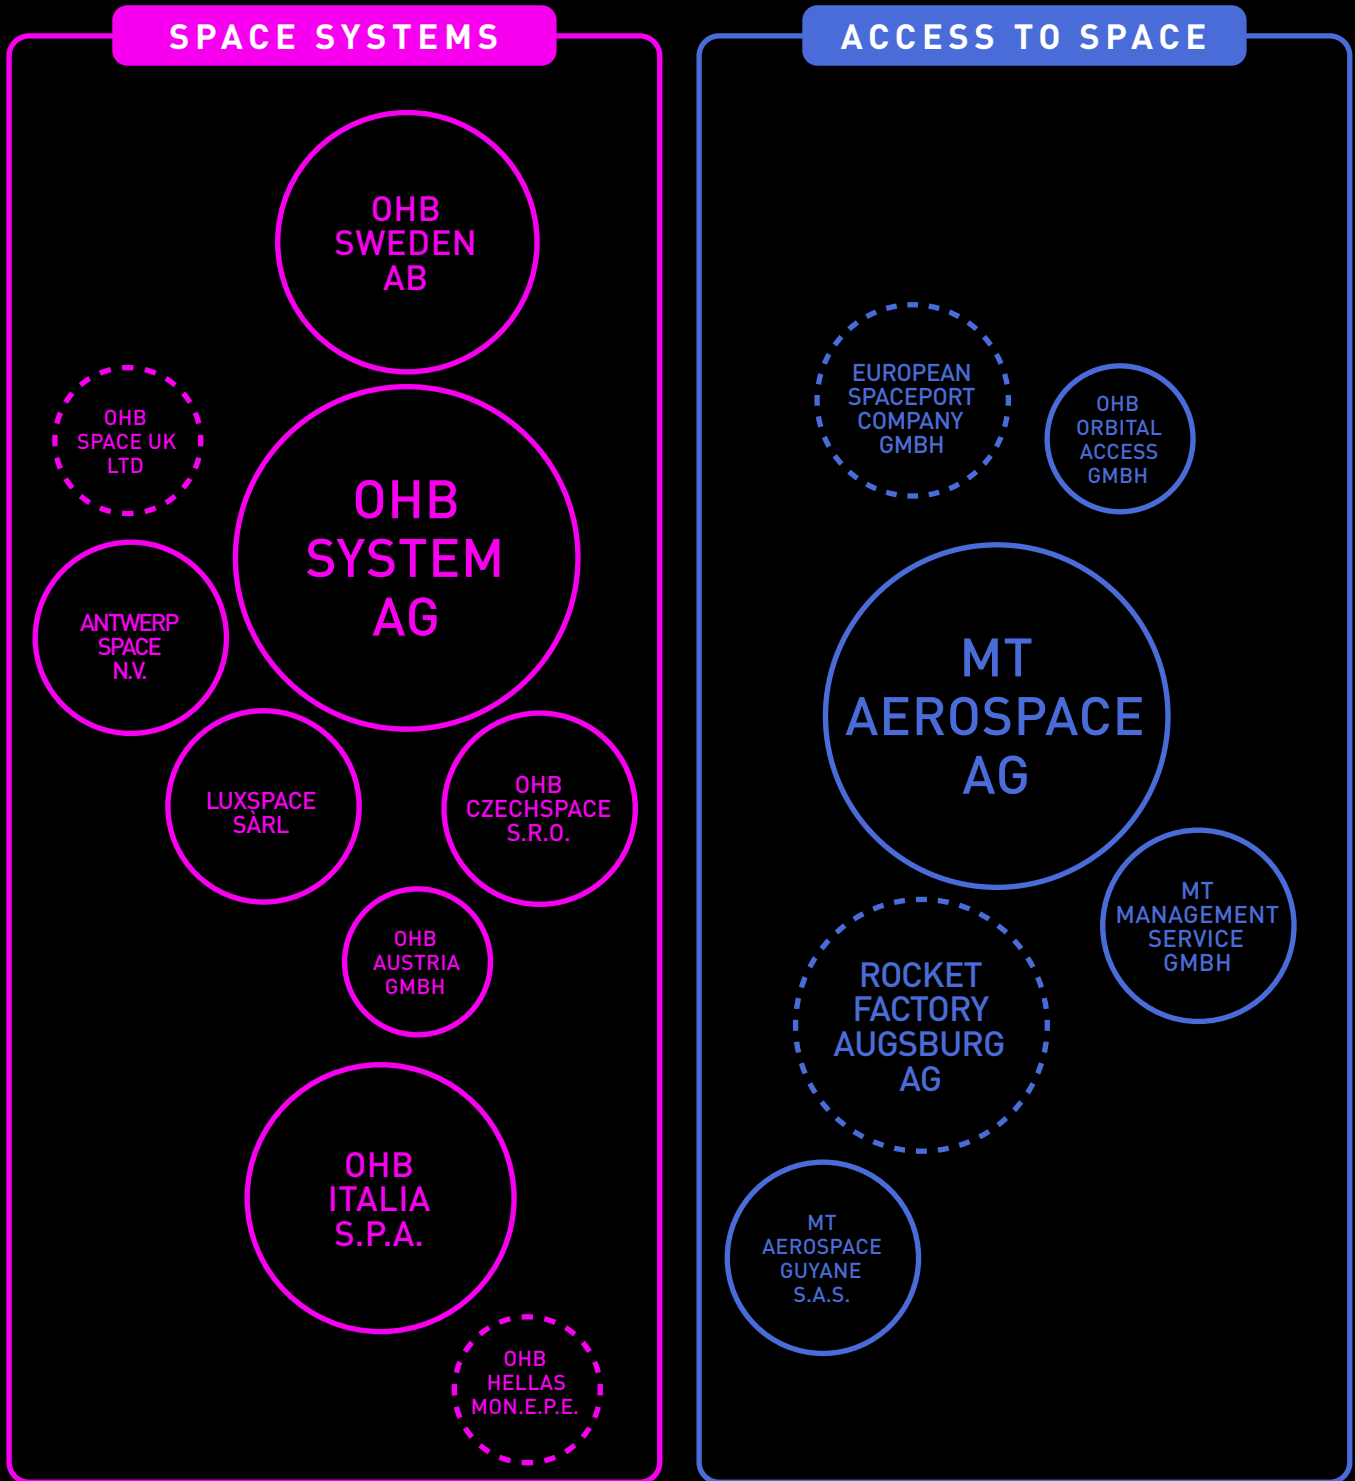 SPACE SYSTEMS
OHB
SWEDEN
AB
OHB
SPACE UK
LTD
OHB
SYSTEM
AG
ANTWERP
SPACE
N.V.
LUXSPACE
SÀRL
OHB
CZECHSPACE
S.R.O.
OHB
AUSTRIA
GMBH
OHB
ITALIA
S.P.A.
OHB
HELLAS
MON.E.P.E.
ACCESS TO SPACE
EUROPEAN
SPACEPORT
COMPANY
GMBH
OHB
ORBITAL
ACCESS
GMBH
MT
AEROSPACE
AG
MT
MANAGEMENT
SERVICE
GMBH
ROCKET
FACTORY
AUGSBURG
AG
MT
AEROSPACE
GUYANE
S.A.S.